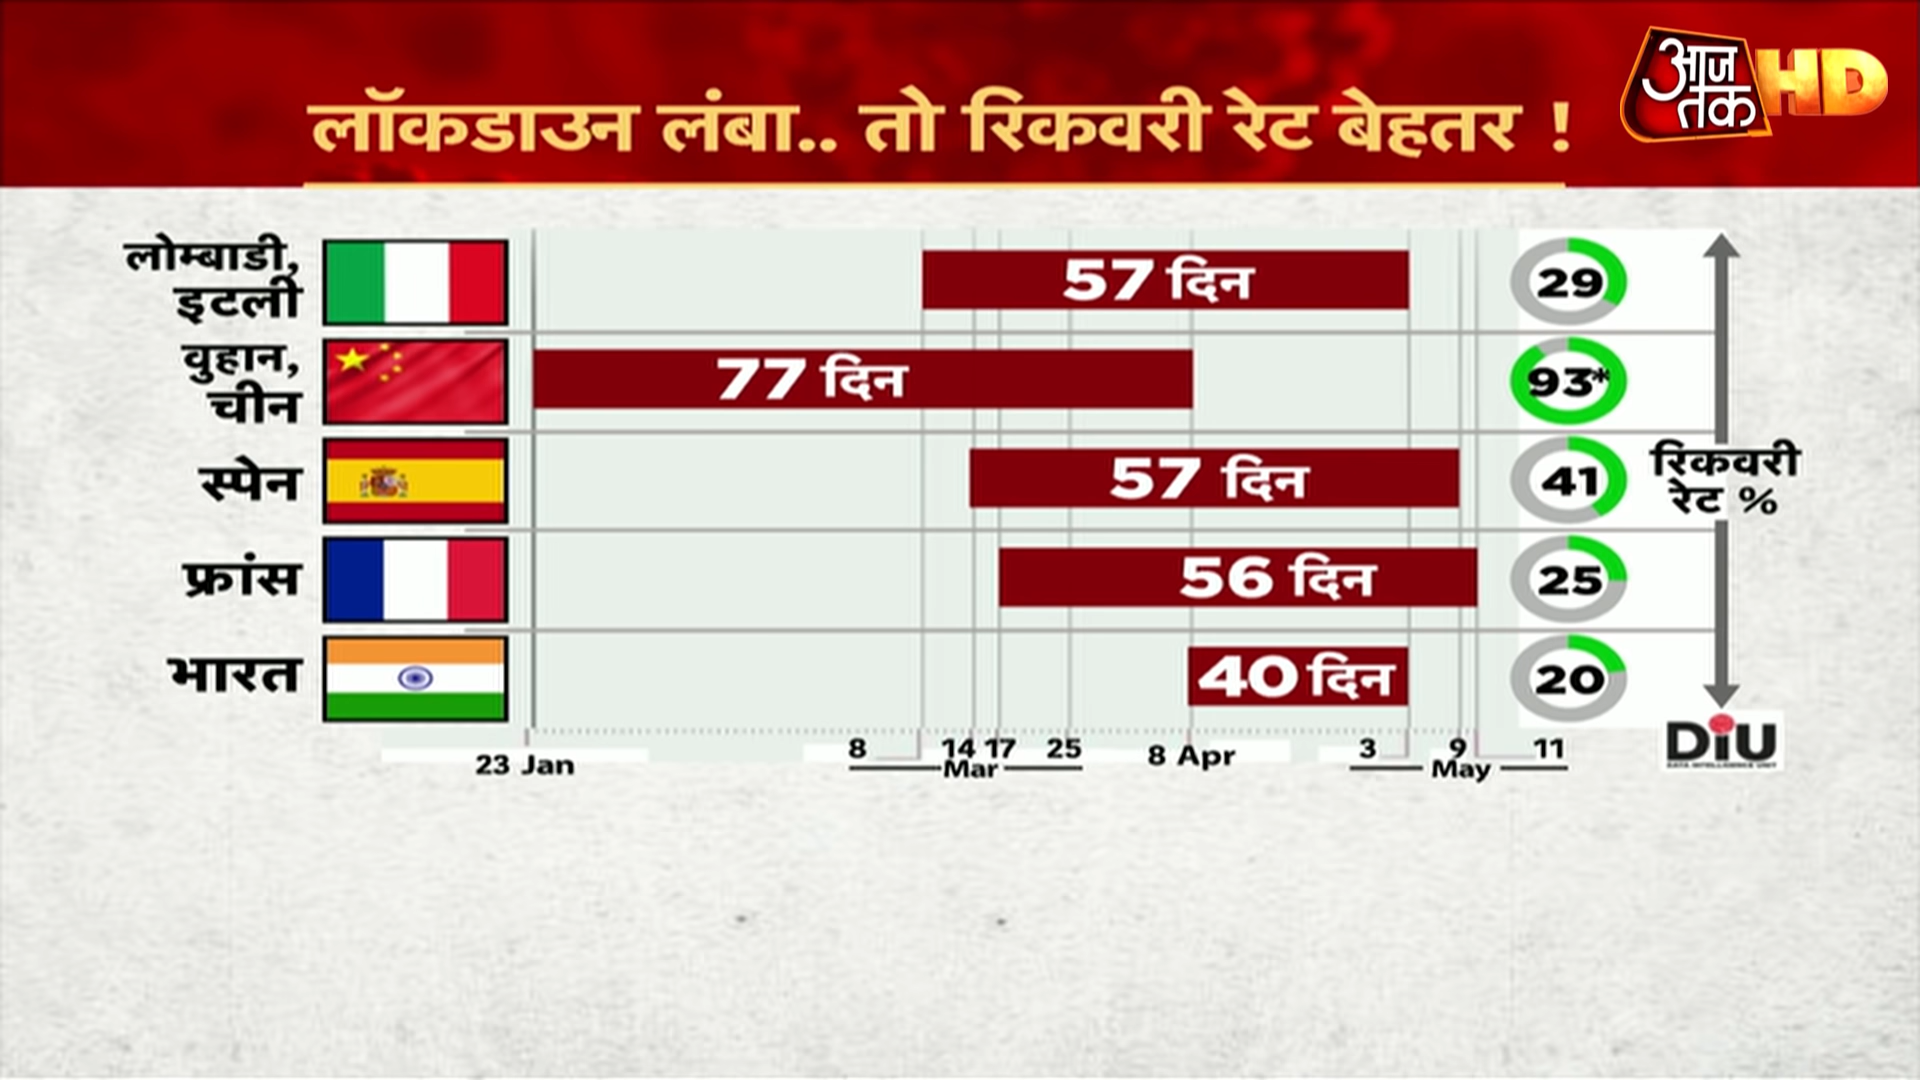 आज तक HD
लॉकडाउन लंबा.. तो रिकवरी रेट बेहतर !
लोम्बाडी,
इटली
57 दिन
29
वुहान,
चीन
77 दिन
93*
स्पेन
57 दिन
41
रिकवरी
रेट %
फ्रांस
56 दिन
25
भारत
40 दिन
20
23 Jan
8 14 17 25
Mar
8 Apr
3 9 11
May
DiU